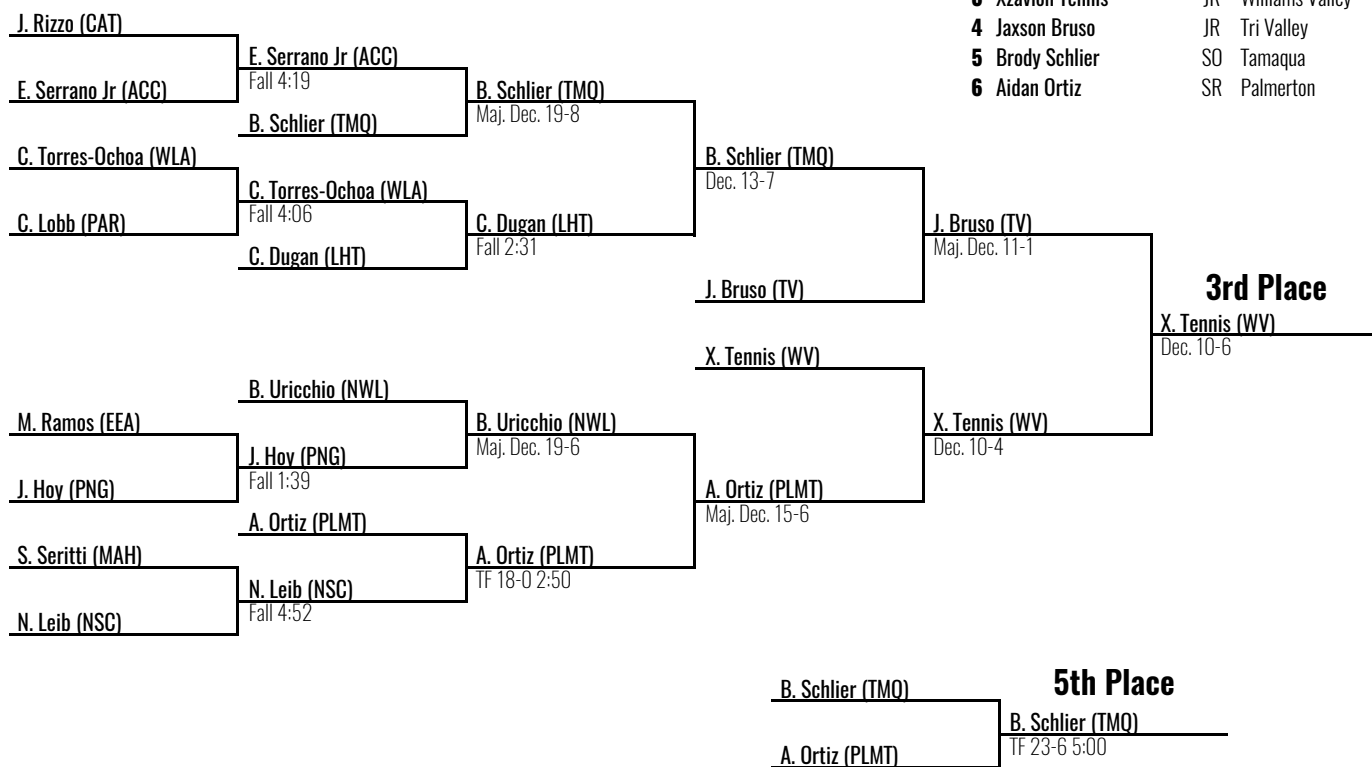 3 Xzavion Tennis JR Williams Valley
4 Jaxson Bruso JR Tri Valley
5 Brody Schlier SO Tamaqua
6 Aidan Ortiz SR Palmerton
J. Rizzo (CAT)
E. Serrano Jr (ACC)
E. Serrano Jr (ACC)
Fall 4:19
B. Schlier (TMQ)
B. Schlier (TMQ)
Maj. Dec. 19-8
C. Torres-Ochoa (WLA)
C. Lobb (PAR)
C. Torres-Ochoa (WLA)
Fall 4:06
C. Dugan (LHT)
C. Dugan (LHT)
Fall 2:31
B. Schlier (TMQ)
Dec. 13-7
J. Bruso (TV)
J. Bruso (TV)
Maj. Dec. 11-1
3rd Place
X. Tennis (WV)
Dec. 10-6
X. Tennis (WV)
X. Tennis (WV)
Dec. 10-4
B. Uricchio (NWL)
M. Ramos (EEA)
J. Hoy (PNG)
J. Hoy (PNG)
Fall 1:39
B. Uricchio (NWL)
Maj. Dec. 19-6
A. Ortiz (PLMT)
S. Seritti (MAH)
N. Leib (NSC)
N. Leib (NSC)
Fall 4:52
A. Ortiz (PLMT)
TF 18-0 2:50
A. Ortiz (PLMT)
Maj. Dec. 15-6
5th Place
B. Schlier (TMQ)
A. Ortiz (PLMT)
B. Schlier (TMQ)
TF 23-6 5:00